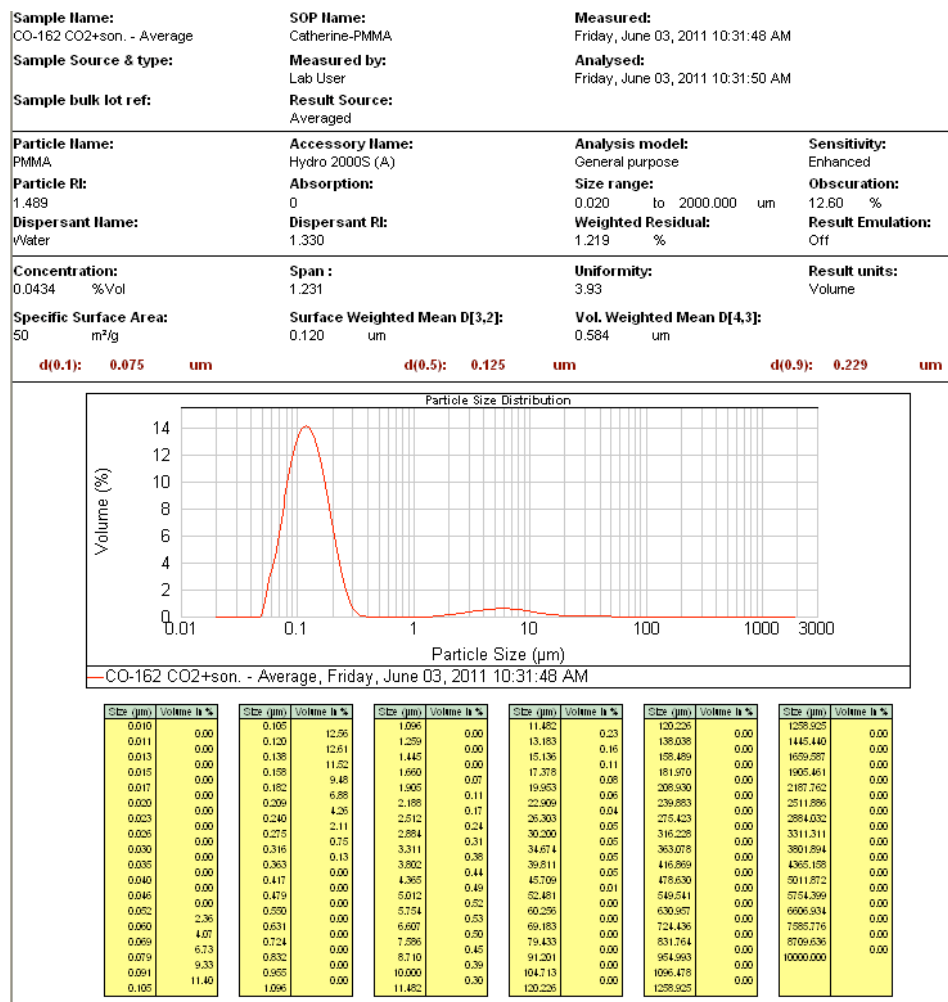 Sample Name: SOP Name: Measured:
CO-162 CO2+son. - Average Catherine-PMMA Friday, June 03, 2011 10:31:48 AM
Sample Source & type: Measured by: Analysed:
Lab User Friday, June 03, 2011 10:31:50 AM
Sample bulk lot ref: Result Source:
Averaged
Particle Name: Accessory Name: Analysis model: Sensitivity:
PMMA Hydro 2000S (A) General purpose Enhanced
Particle RI: Absorption: Size range: Obscuration:
1.489 0 0.020 to 2000.000 um 12.60 %
Dispersant Name: Dispersant RI: Weighted Residual: Result Emulation:
Water 1.330 1.219 % Off
Concentration: Span : Uniformity: Result units:
0.0434 %Vol 1.231 3.93 Volume
Specific Surface Area: Surface Weighted Mean D[3,2]: Vol. Weighted Mean D[4,3]:
50 m²/g 0.120 um 0.584 um
d(0.1): 0.075 um d(0.5): 0.125 um d(0.9): 0.229 um
Particle Size Distribution
Volume (%)
14
12
10
8
6
4
2
0
0.01 0.1 1 10 100 1000 3000
Particle Size (µm)
CO-162 CO2+son. - Average, Friday, June 03, 2011 10:31:48 AM
Size (µm) Volume In % Size (µm) Volume In % Size (µm) Volume In % Size (µm) Volume In % Size (µm) Volume In % Size (µm) Volume In %
0.010 0.105 1.096 11.482 120.226 1258.925
0.00 12.56 0.00 0.23 0.00 0.00
0.011 0.120 1.259 13.183 138.038 1445.440
0.00 12.61 0.00 0.16 0.00 0.00
0.013 0.138 1.445 15.136 158.489 1659.587
0.00 11.52 0.00 0.11 0.00 0.00
0.015 0.158 1.660 17.378 181.970 1905.461
0.00 9.48 0.07 0.08 0.00 0.00
0.017 0.182 1.905 19.953 208.930 2187.762
0.00 6.88 0.11 0.06 0.00 0.00
0.020 0.209 2.188 22.909 239.883 2511.886
0.00 4.26 0.17 0.04 0.00 0.00
0.023 0.240 2.512 26.303 275.423 2884.032
0.00 2.11 0.24 0.05 0.00 0.00
0.026 0.275 2.884 30.200 316.228 3311.311
0.00 0.75 0.31 0.05 0.00 0.00
0.030 0.316 3.311 34.674 363.078 3801.894
0.00 0.13 0.38 0.05 0.00 0.00
0.035 0.363 3.802 39.811 416.869 4365.158
0.00 0.00 0.44 0.05 0.00 0.00
0.040 0.417 4.365 45.709 478.630 5011.872
0.00 0.00 0.49 0.01 0.00 0.00
0.046 0.479 5.012 52.481 549.541 5754.399
0.00 0.00 0.52 0.00 0.00 0.00
0.052 0.550 5.754 60.256 630.957 6606.934
2.36 0.00 0.53 0.00 0.00 0.00
0.060 0.631 6.607 69.183 724.436 7585.776
4.07 0.00 0.50 0.00 0.00 0.00
0.069 0.724 7.586 79.433 831.764 8709.636
6.73 0.00 0.45 0.00 0.00 0.00
0.079 0.832 8.710 91.201 954.993 10000.000
9.33 0.00 0.39 0.00 0.00
0.091 0.955 10.000 104.713 1096.478
11.40 0.00 0.30 0.00 0.00
0.105 1.096 11.482 120.226 1258.925